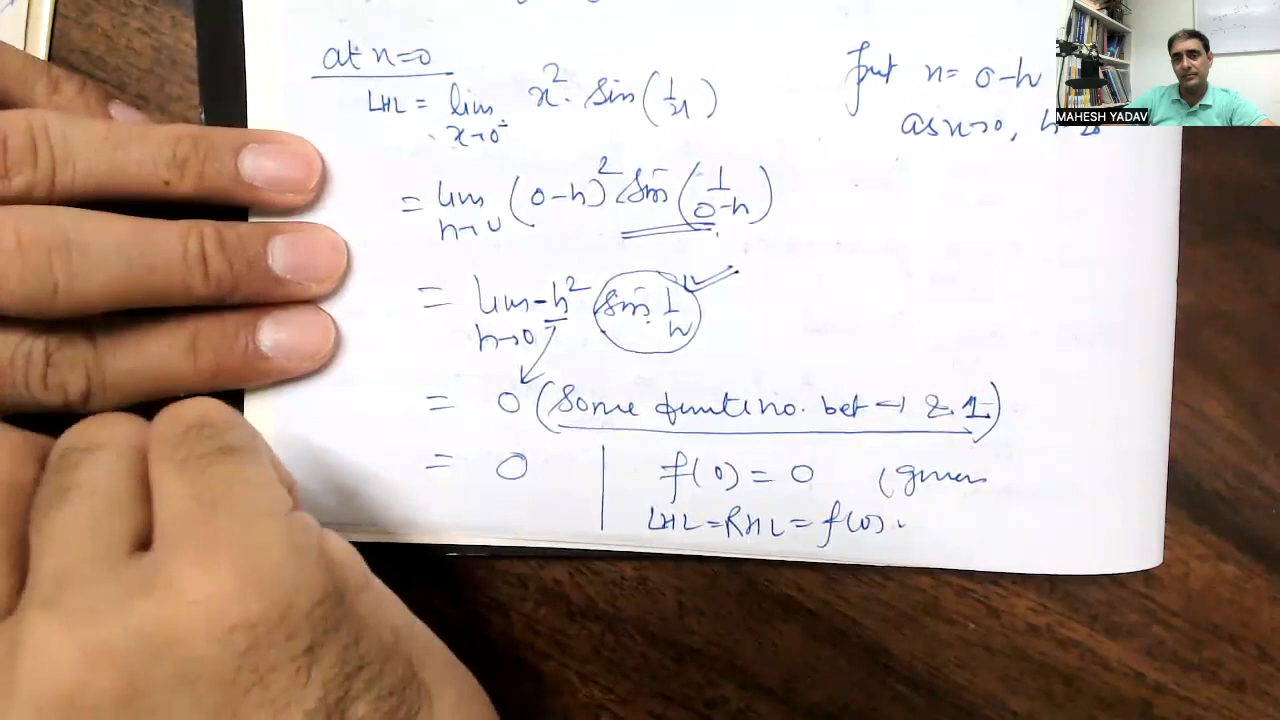 at x=0
LHL = lim x→0⁻ x². sin(1/x)
put x = 0-h
as x→0, h→0
MAHESH YADAV
= lim h→0 (0-h)² sin(1/0-h)
= lim h→0 -h² sin 1/h
= 0 (some funct no. bet -1 & 1)
= 0
f(0) = 0 (given
LHL = RHL = f(0).